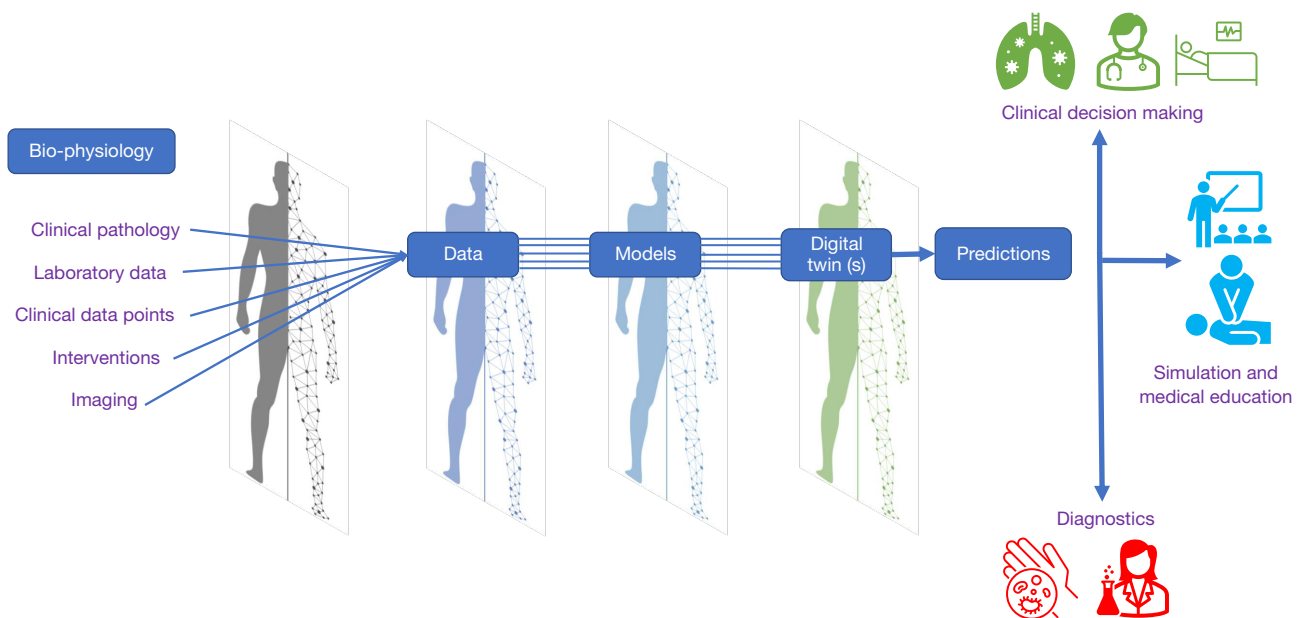 Bio-physiology
Clinical pathology
Laboratory data
Clinical data points
Interventions
Imaging
Data
Models
Digital
twin (s)
Predictions
Clinical decision making
Simulation and
medical education
Diagnostics